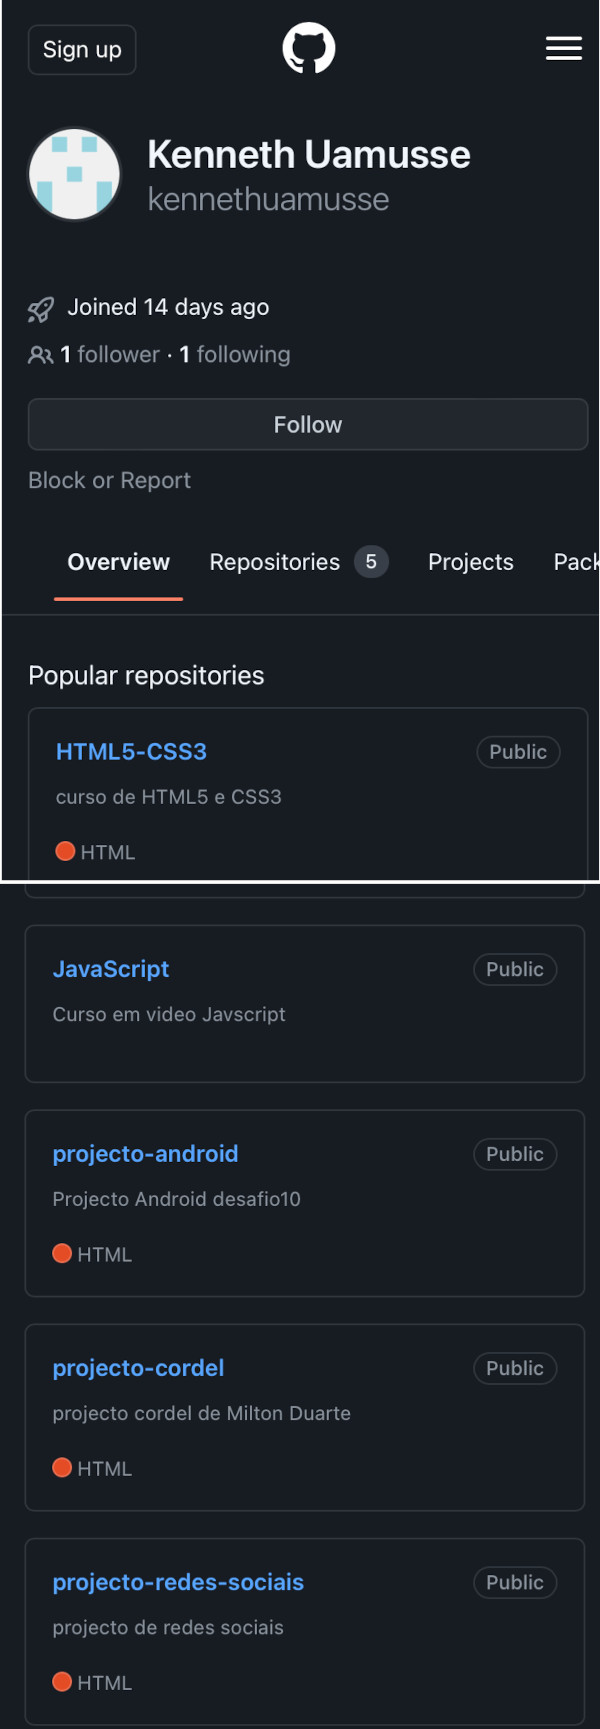 Sign up
Kenneth Uamusse
kennethuamusse
Joined 14 days ago
1 follower · 1 following
Follow
Block or Report
Overview Repositories 5 Projects Pack
Popular repositories
HTML5-CSS3 Public
curso de HTML5 e CSS3
HTML
JavaScript Public
Curso em video Javscript
projecto-android Public
Projecto Android desafio10
HTML
projecto-cordel Public
projecto cordel de Milton Duarte
HTML
projecto-redes-sociais Public
projecto de redes sociais
HTML